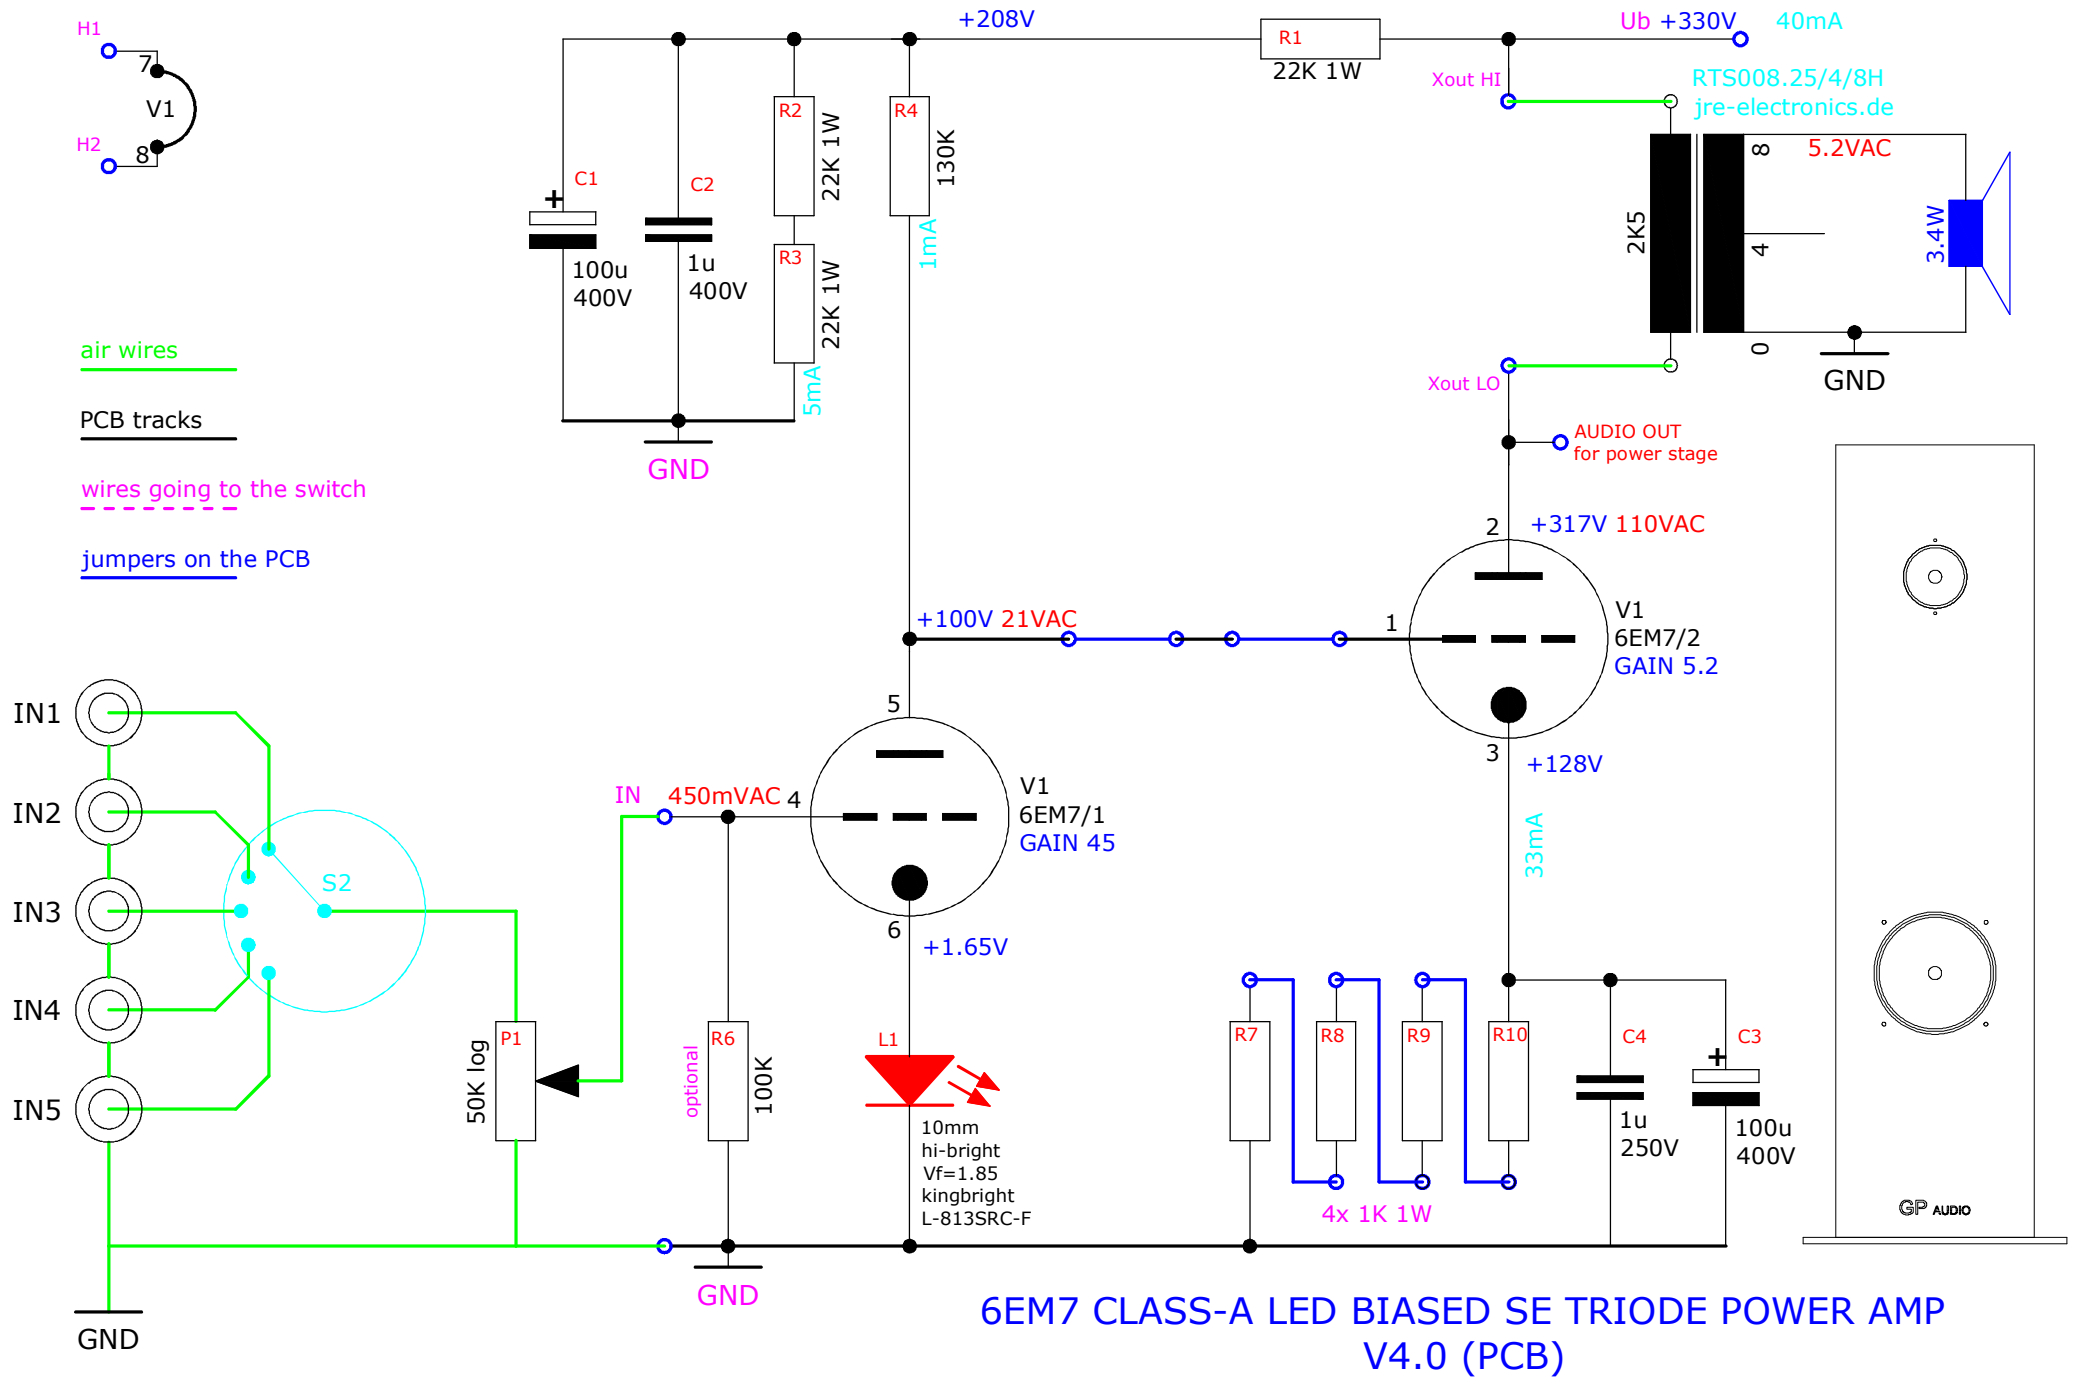 H1
7
V1
8
H2
+208V
R1
22K 1W
Ub +330V 40mA
Xout HI
RTS008.25/4/8H
jre-electronics.de
C1
+
100u
400V
C2
1u
400V
R2
22K 1W
R3
22K 1W
5mA
R4
130K
1mA
GND
2K5
8
5.2VAC
4
0
3.4W
GND
Xout LO
AUDIO OUT
for power stage
air wires
PCB tracks
wires going to the switch
jumpers on the PCB
2
+317V 110VAC
+100V 21VAC
1
V1
6EM7/2
GAIN 5.2
3
+128V
33mA
5
IN
450mVAC
4
V1
6EM7/1
GAIN 45
6
+1.65V
IN1
IN2
IN3
IN4
IN5
S2
P1
50K log
R6
optional
100K
L1
10mm
hi-bright
Vf=1.85
kingbright
L-813SRC-F
R7
R8
R9
R10
4x 1K 1W
C4
1u
250V
C3
+
100u
400V
GP AUDIO
GND
GND
6EM7 CLASS-A LED BIASED SE TRIODE POWER AMP
V4.0 (PCB)